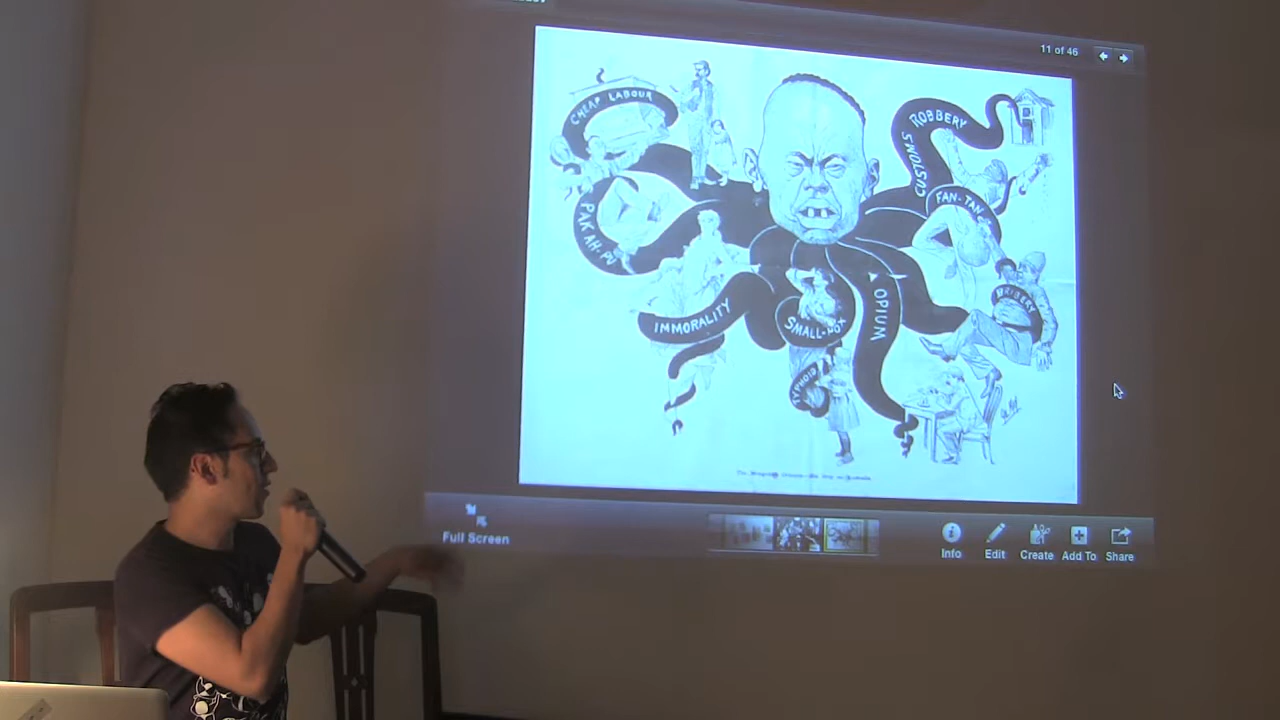 11 of 46
CHEAP LABOUR
ROBBERY
CUSTOMS
PAK AH-PU
FAN-TAN
BRIBERY
IMMORALITY
SMALL-POX
OPIUM
TYPHOID
Full Screen
Info
Edit
Create
Add To
Share